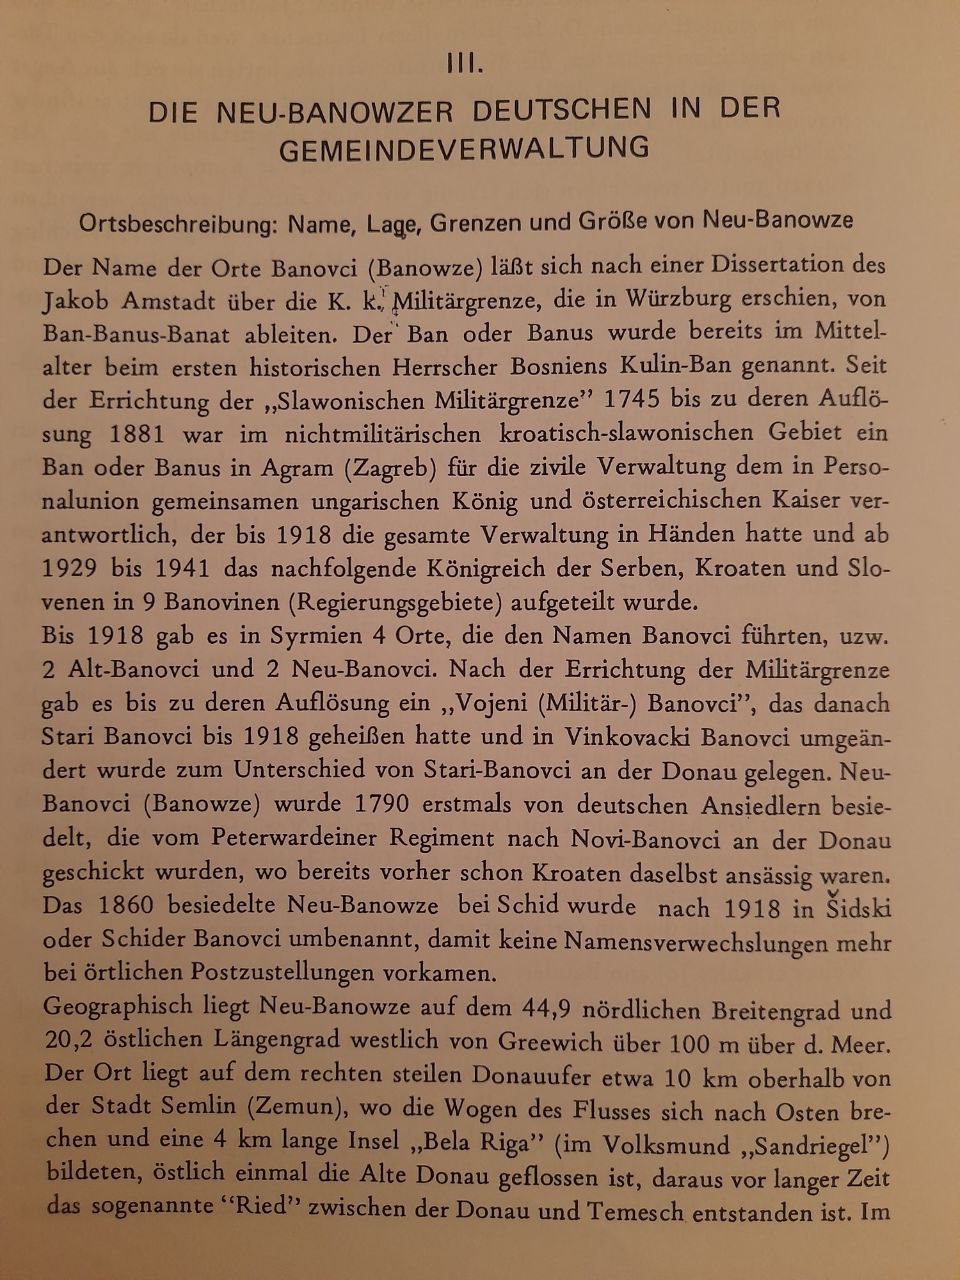 III.
DIE NEU-BANOWZER DEUTSCHEN IN DER
GEMEINDEVERWALTUNG
Ortsbeschreibung: Name, Lage, Grenzen und Größe von Neu-Banowze
Der Name der Orte Banovci (Banowze) läßt sich nach einer Dissertation des
Jakob Amstadt über die K. k. Militärgrenze, die in Würzburg erschien, von
Ban-Banus-Banat ableiten. Der Ban oder Banus wurde bereits im Mittel-
alter beim ersten historischen Herrscher Bosniens Kulin-Ban genannt. Seit
der Errichtung der „Slawonischen Militärgrenze” 1745 bis zu deren Auflö-
sung 1881 war im nichtmilitärischen kroatisch-slawonischen Gebiet ein
Ban oder Banus in Agram (Zagreb) für die zivile Verwaltung dem in Perso-
nalunion gemeinsamen ungarischen König und österreichischen Kaiser ver-
antwortlich, der bis 1918 die gesamte Verwaltung in Händen hatte und ab
1929 bis 1941 das nachfolgende Königreich der Serben, Kroaten und Slo-
venen in 9 Banovinen (Regierungsgebiete) aufgeteilt wurde.
Bis 1918 gab es in Syrmien 4 Orte, die den Namen Banovci führten, uzw.
2 Alt-Banovci und 2 Neu-Banovci. Nach der Errichtung der Militärgrenze
gab es bis zu deren Auflösung ein „Vojeni (Militär-) Banovci”, das danach
Stari Banovci bis 1918 geheißen hatte und in Vinkovacki Banovci umgeän-
dert wurde zum Unterschied von Stari-Banovci an der Donau gelegen. Neu-
Banovci (Banowze) wurde 1790 erstmals von deutschen Ansiedlern besie-
delt, die vom Peterwardeiner Regiment nach Novi-Banovci an der Donau
geschickt wurden, wo bereits vorher schon Kroaten daselbst ansässig waren.
Das 1860 besiedelte Neu-Banowze bei Schid wurde nach 1918 in Šidski
oder Schider Banovci umbenannt, damit keine Namensverwechslungen mehr
bei örtlichen Postzustellungen vorkamen.
Geographisch liegt Neu-Banowze auf dem 44,9 nördlichen Breitengrad und
20,2 östlichen Längengrad westlich von Greewich über 100 m über d. Meer.
Der Ort liegt auf dem rechten steilen Donauufer etwa 10 km oberhalb von
der Stadt Semlin (Zemun), wo die Wogen des Flusses sich nach Osten bre-
chen und eine 4 km lange Insel „Bela Riga” (im Volksmund „Sandriegel”)
bildeten, östlich einmal die Alte Donau geflossen ist, daraus vor langer Zeit
das sogenannte “Ried” zwischen der Donau und Temesch entstanden ist. Im